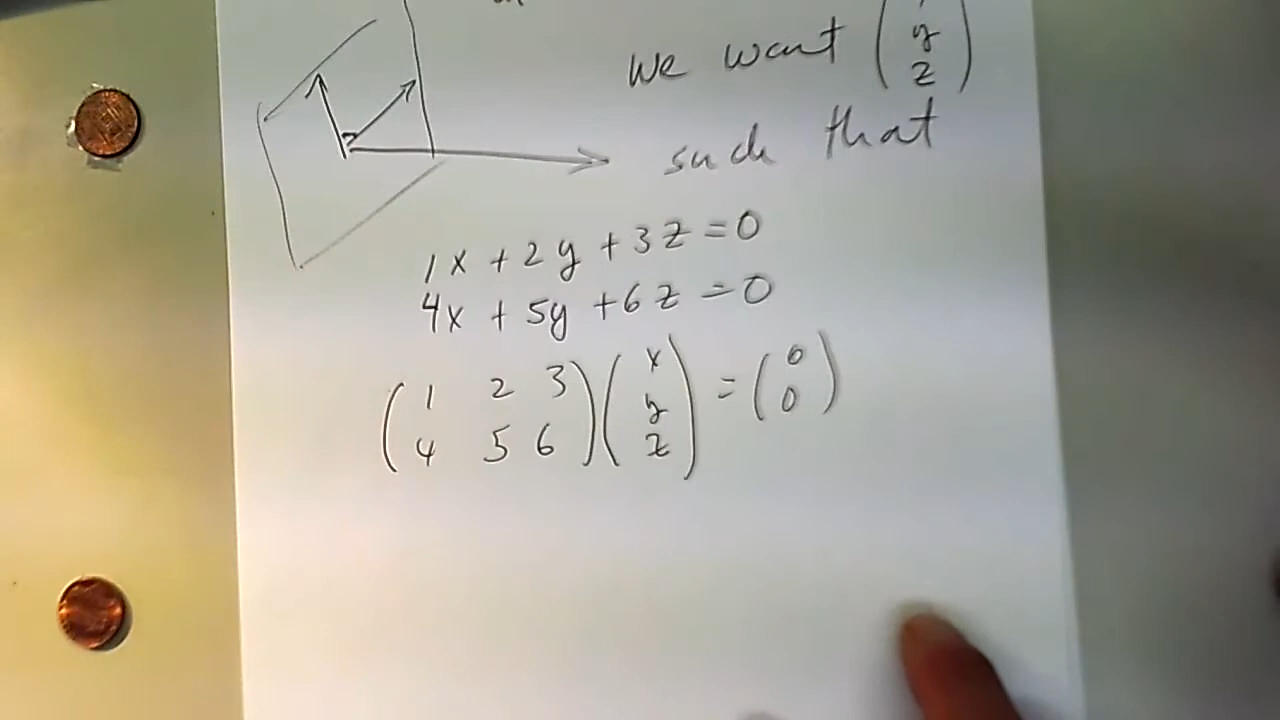 we want ( y z )
such that
1x + 2y + 3z = 0
4x + 5y + 6z = 0
( 1 2 3 ) ( x ) = ( 0 )
( 4 5 6 ) ( y z ) ( 0 )